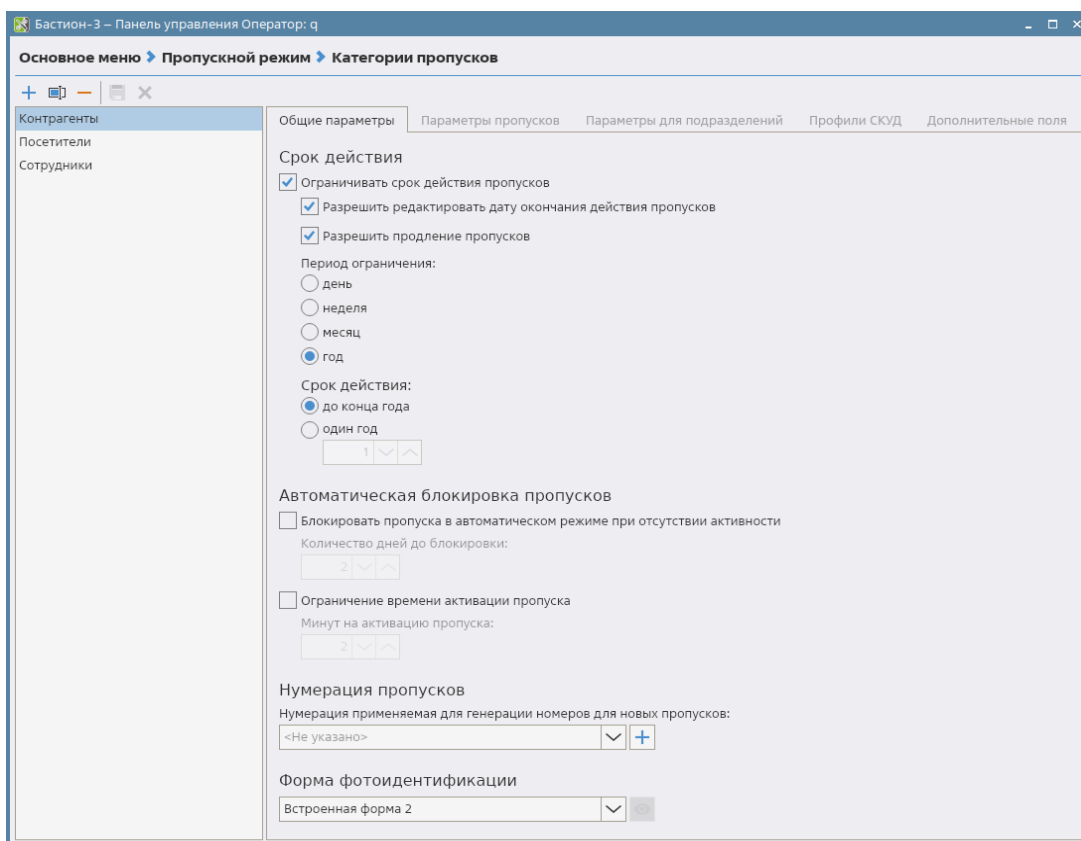 Бастион-3 – Панель управления Оператор: q
Основное меню Пропускной режим Категории пропусков
Контрагенты
Посетители
Сотрудники
Общие параметры Параметры пропусков Параметры для подразделений Профили СКУД Дополнительные поля
Срок действия
Ограничивать срок действия пропусков
Разрешить редактировать дату окончания действия пропусков
Разрешить продление пропусков
Период ограничения:
день
неделя
месяц
год
Срок действия:
до конца года
один год
1
Автоматическая блокировка пропусков
Блокировать пропуска в автоматическом режиме при отсутствии активности
Количество дней до блокировки:
2
Ограничение времени активации пропуска
Минут на активацию пропуска:
2
Нумерация пропусков
Нумерация применяемая для генерации номеров для новых пропусков:
<Не указано>
Форма фотоидентификации
Встроенная форма 2